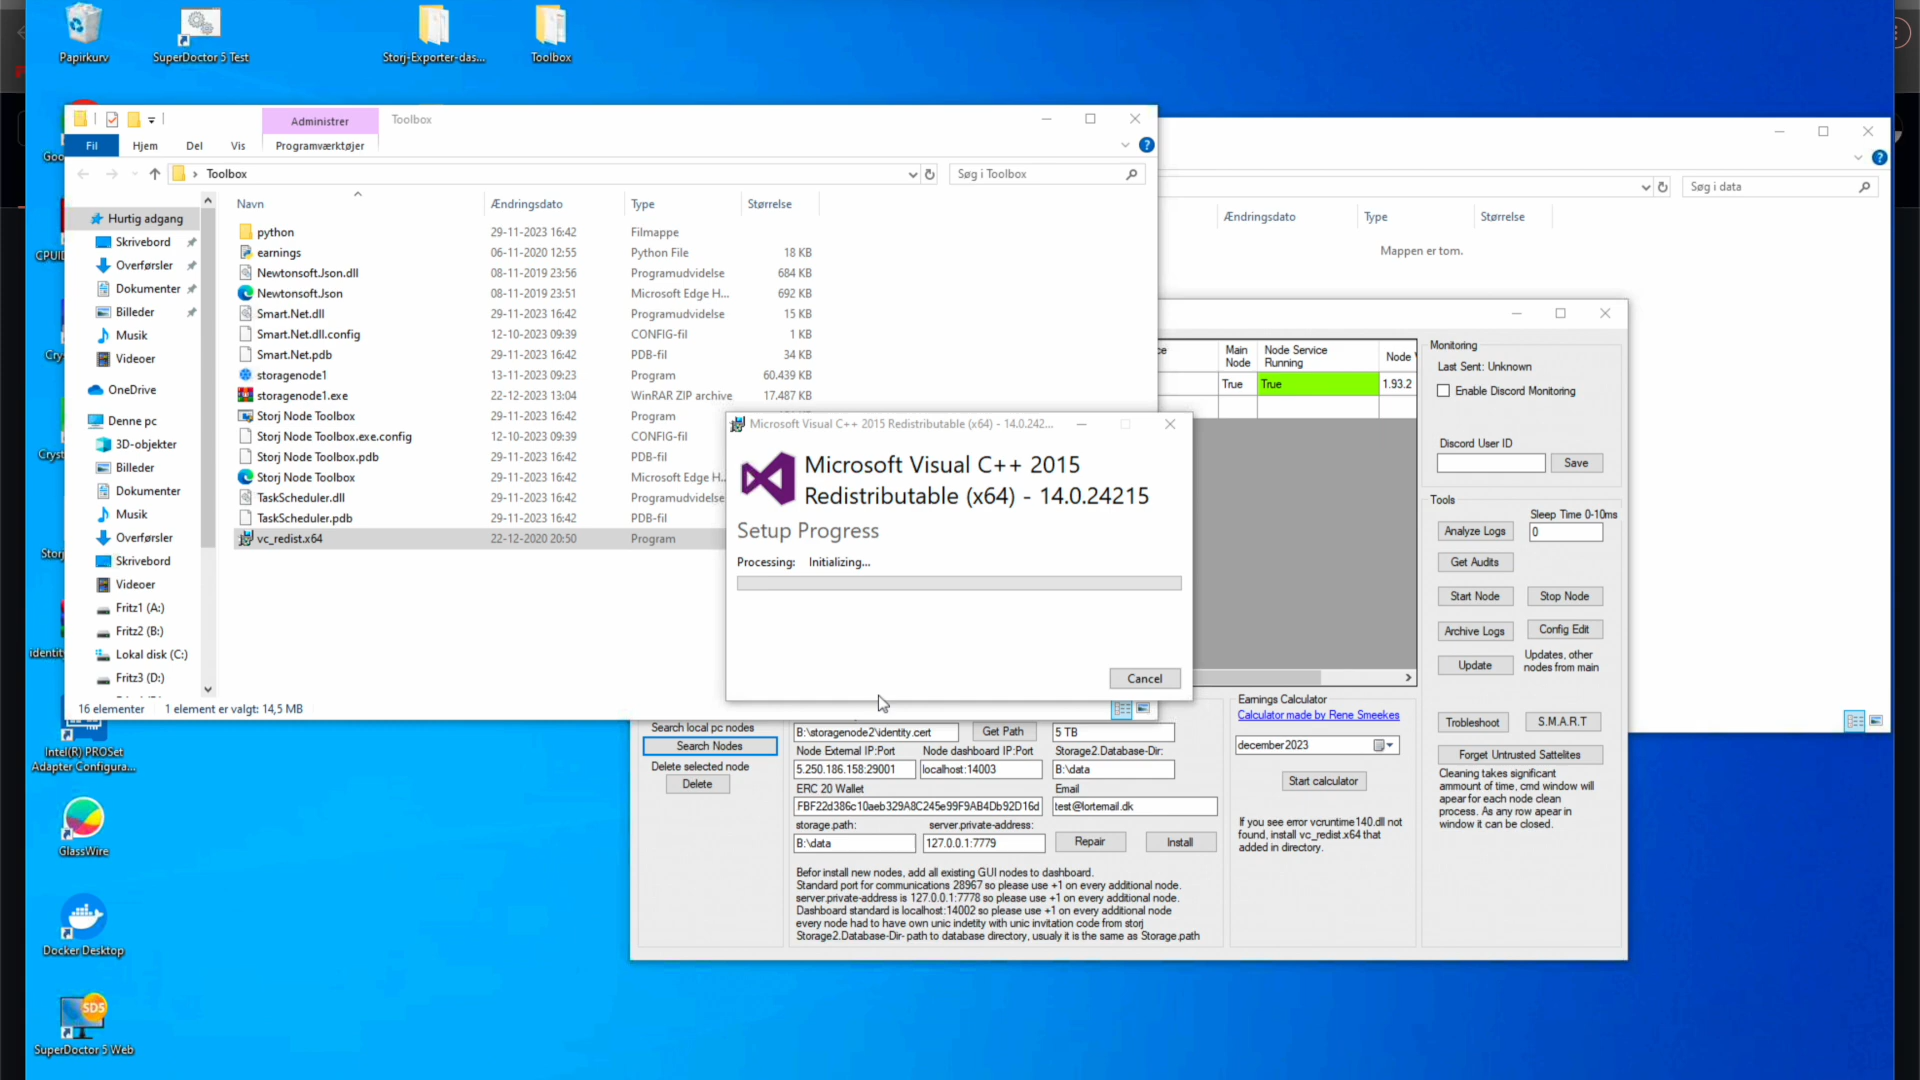 Papirkurv
SuperDoctor 5 Test
Storj-Exporter-das...
Toolbox
Administrer
Toolbox
Fil
Hjem
Del
Vis
Programværktøjer
Toolbox
Søg i Toolbox
Navn
Ændringsdato
Type
Størrelse
Hurtig adgang
Skrivebord
Overførsler
Dokumenter
Billeder
Musik
Videoer
OneDrive
Denne pc
3D-objekter
Billeder
Dokumenter
Musik
Overførsler
Skrivebord
Videoer
Fritz1 (A:)
Fritz2 (B:)
Lokal disk (C:)
Fritz3 (D:)
python 29-11-2023 16:42 Filmappe
earnings 06-11-2020 12:55 Python File 18 KB
Newtonsoft.Json.dll 08-11-2019 23:56 Programudvidelse 684 KB
Newtonsoft.Json 08-11-2019 23:51 Microsoft Edge H... 692 KB
Smart.Net.dll 29-11-2023 16:42 Programudvidelse 15 KB
Smart.Net.dll.config 12-10-2023 09:39 CONFIG-fil 1 KB
Smart.Net.pdb 29-11-2023 16:42 PDB-fil 34 KB
storagenode1 13-11-2023 09:23 Program 60.439 KB
storagenode1.exe 22-12-2023 13:04 WinRAR ZIP archive 17.487 KB
Storj Node Toolbox 29-11-2023 16:42 Program
Storj Node Toolbox.exe.config 12-10-2023 09:39 CONFIG-fil
Storj Node Toolbox.pdb 29-11-2023 16:42 PDB-fil
Storj Node Toolbox 29-11-2023 16:42 Microsoft Edge H...
TaskScheduler.dll 29-11-2023 16:42 Programudvidelse
TaskScheduler.pdb 29-11-2023 16:42 PDB-fil
vc_redist.x64 22-12-2020 20:50 Program
16 elementer 1 element er valgt: 14,5 MB
Microsoft Visual C++ 2015 Redistributable (x64) - 14.0.242...
Microsoft Visual C++ 2015
Redistributable (x64) - 14.0.24215
Setup Progress
Processing: Initializing...
Cancel
Søg i data
Ændringsdato
Type
Størrelse
Mappen er tom.
Main
Node
Node Service
Running
Node
True
True
1.93.2
Monitoring
Last Sent: Unknown
Enable Discord Monitoring
Discord User ID
Save
Tools
Sleep Time 0-10ms
Analyze Logs
0
Get Audits
Start Node
Stop Node
Archive Logs
Config Edit
Update
Updates, other
nodes from main
Trobleshoot
S.M.A.R.T
Forget Untrusted Sattelites
Cleaning takes significant
ammount of time, cmd window will
apear for each node clean
process. As any row apear in
window it can be closed.
Search local pc nodes
Search Nodes
Delete selected node
Delete
B:\storagenode2\identity.cert
Get Path
5 TB
Node External IP:Port
Node dashboard IP:Port
Storage2.Database-Dir:
5.250.186.158:29001
localhost:14003
B:\data
ERC 20 Wallet
Email
FBF22d386c10aeb329A8C245e99F9AB4Db92D16d
test@lortemail.dk
storage.path:
server.private-address:
B:\data
127.0.0.1:7779
Repair
Install
Befor install new nodes, add all existing GUI nodes to dashboard.
Standard port for communications 28967 so please use +1 on every additional node.
server.private-address is 127.0.0.1:7778 so please use +1 on every additional node.
Dashboard standard is localhost:14002 so please use +1 on every additional node
every node had to have own unic indetity with unic invitation code from storj
Storage2.Database-Dir- path to database directory, usualy it is the same as Storage.path
Earnings Calculator
Calculator made by Rene Smeekes
december2023
Start calculator
If you see error vcruntime140.dll not
found, install vc_redist.x64 that
added in directory.
Goo
CPUID
Cry
Cryst
Storj
identity
Intel(R) PROSet
Adapter Configura...
GlassWire
Docker Desktop
SDS
SuperDoctor 5 Web